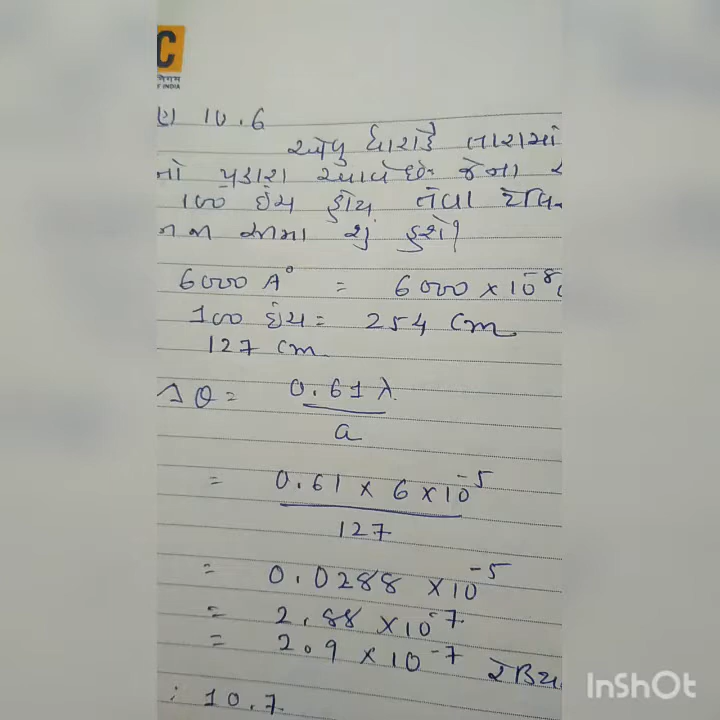 C
F INDIA
10.6
એવું ધારોકે તારામાં
નો પ્રકાશ આવે છે જેના
100 ઇંચ હોય તેવા
શું હશે?
6000 A° = 6000 × 10⁻⁸
100 ઇંચ = 254 cm
127 cm
Δθ = 0.61 λ
a
= 0.61 × 6 × 10⁻⁵
127
= 0.0288 × 10⁻⁵
= 2.88 × 10⁻⁷
= 2.9 × 10⁻⁷
: 10.7
InShOt